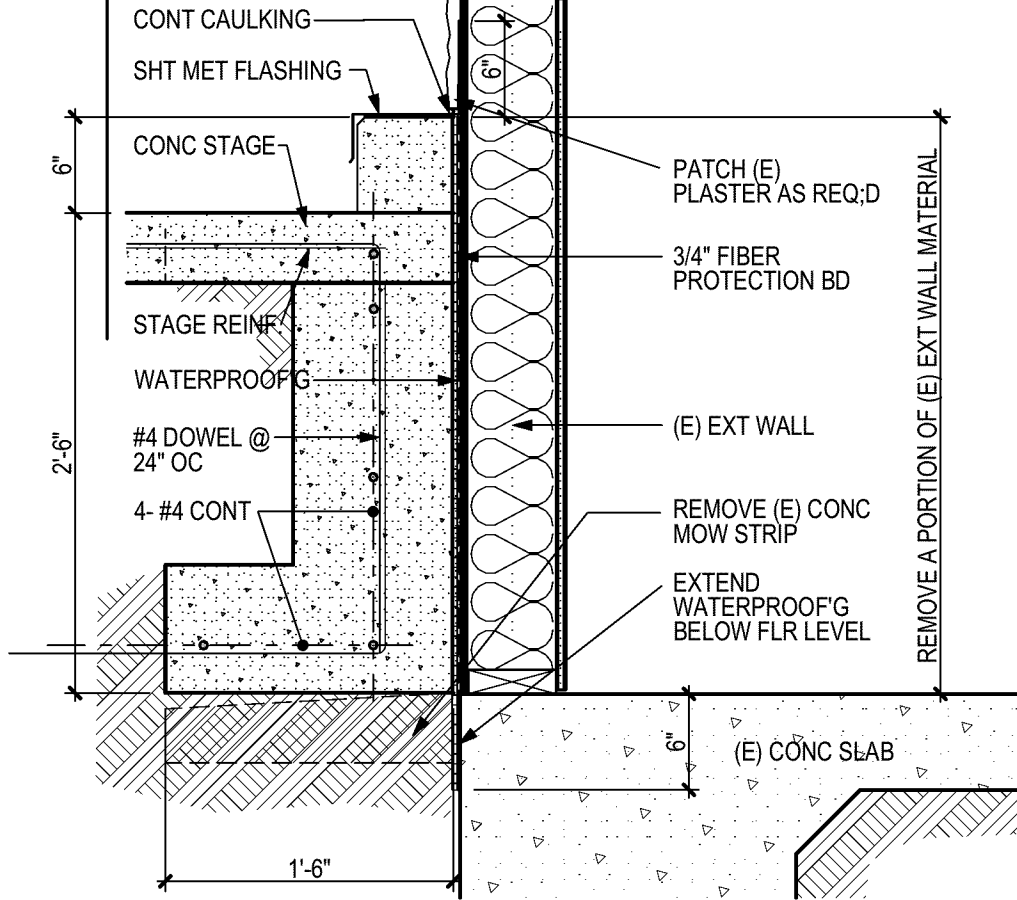 CONT CAULKING
SHT MET FLASHING
CONC STAGE
STAGE REINF.
WATERPROOF'G
#4 DOWEL @
24" OC
4- #4 CONT
6"
2'-6"
1'-6"
6"
PATCH (E)
PLASTER AS REQ;D
3/4" FIBER
PROTECTION BD
(E) EXT WALL
REMOVE (E) CONC
MOW STRIP
EXTEND
WATERPROOF'G
BELOW FLR LEVEL
REMOVE A PORTION OF (E) EXT WALL MATERIAL
6"
(E) CONC SLAB